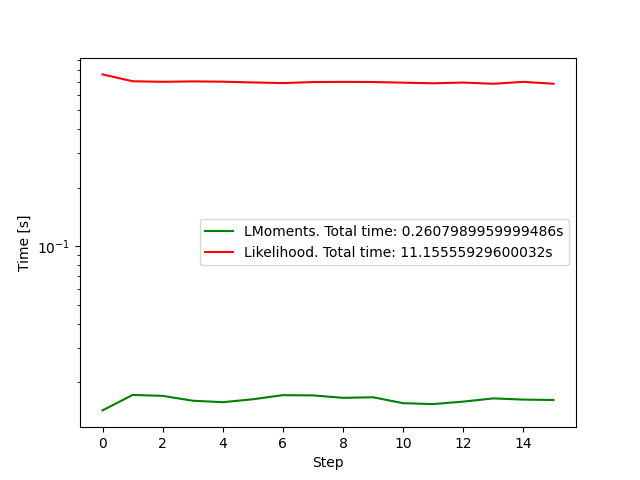 Time [s]
10⁻¹
LMoments. Total time: 0.2607989959999486s
Likelihood. Total time: 11.15555929600032s
0 2 4 6 8 10 12 14
Step